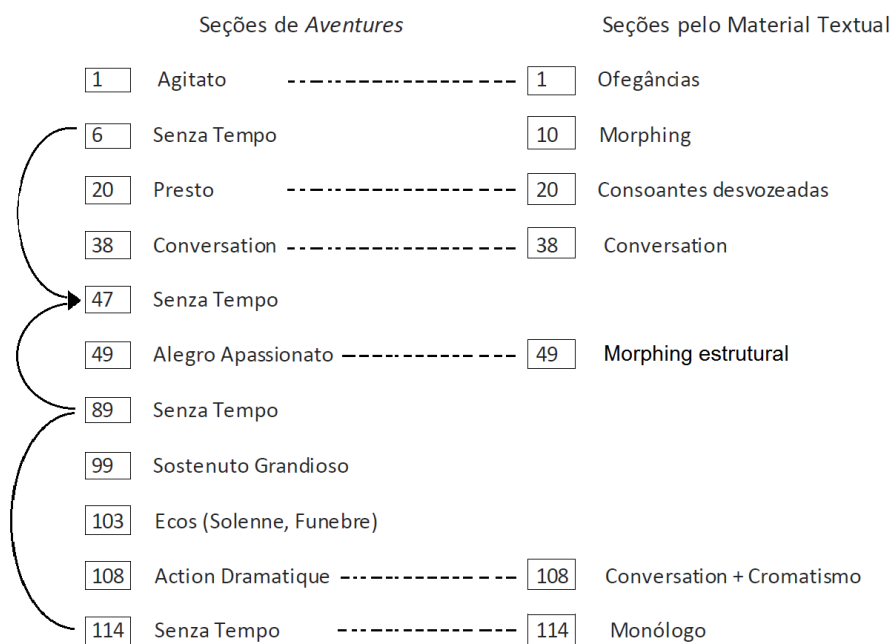 Seções de Aventures Seções pelo Material Textual
1 Agitato 1 Ofegâncias
6 Senza Tempo 10 Morphing
20 Presto 20 Consoantes desvozeadas
38 Conversation 38 Conversation
47 Senza Tempo
49 Alegro Apassionato 49 Morphing estrutural
89 Senza Tempo
99 Sostenuto Grandioso
103 Ecos (Solenne, Funebre)
108 Action Dramatique 108 Conversation + Cromatismo
114 Senza Tempo 114 Monólogo